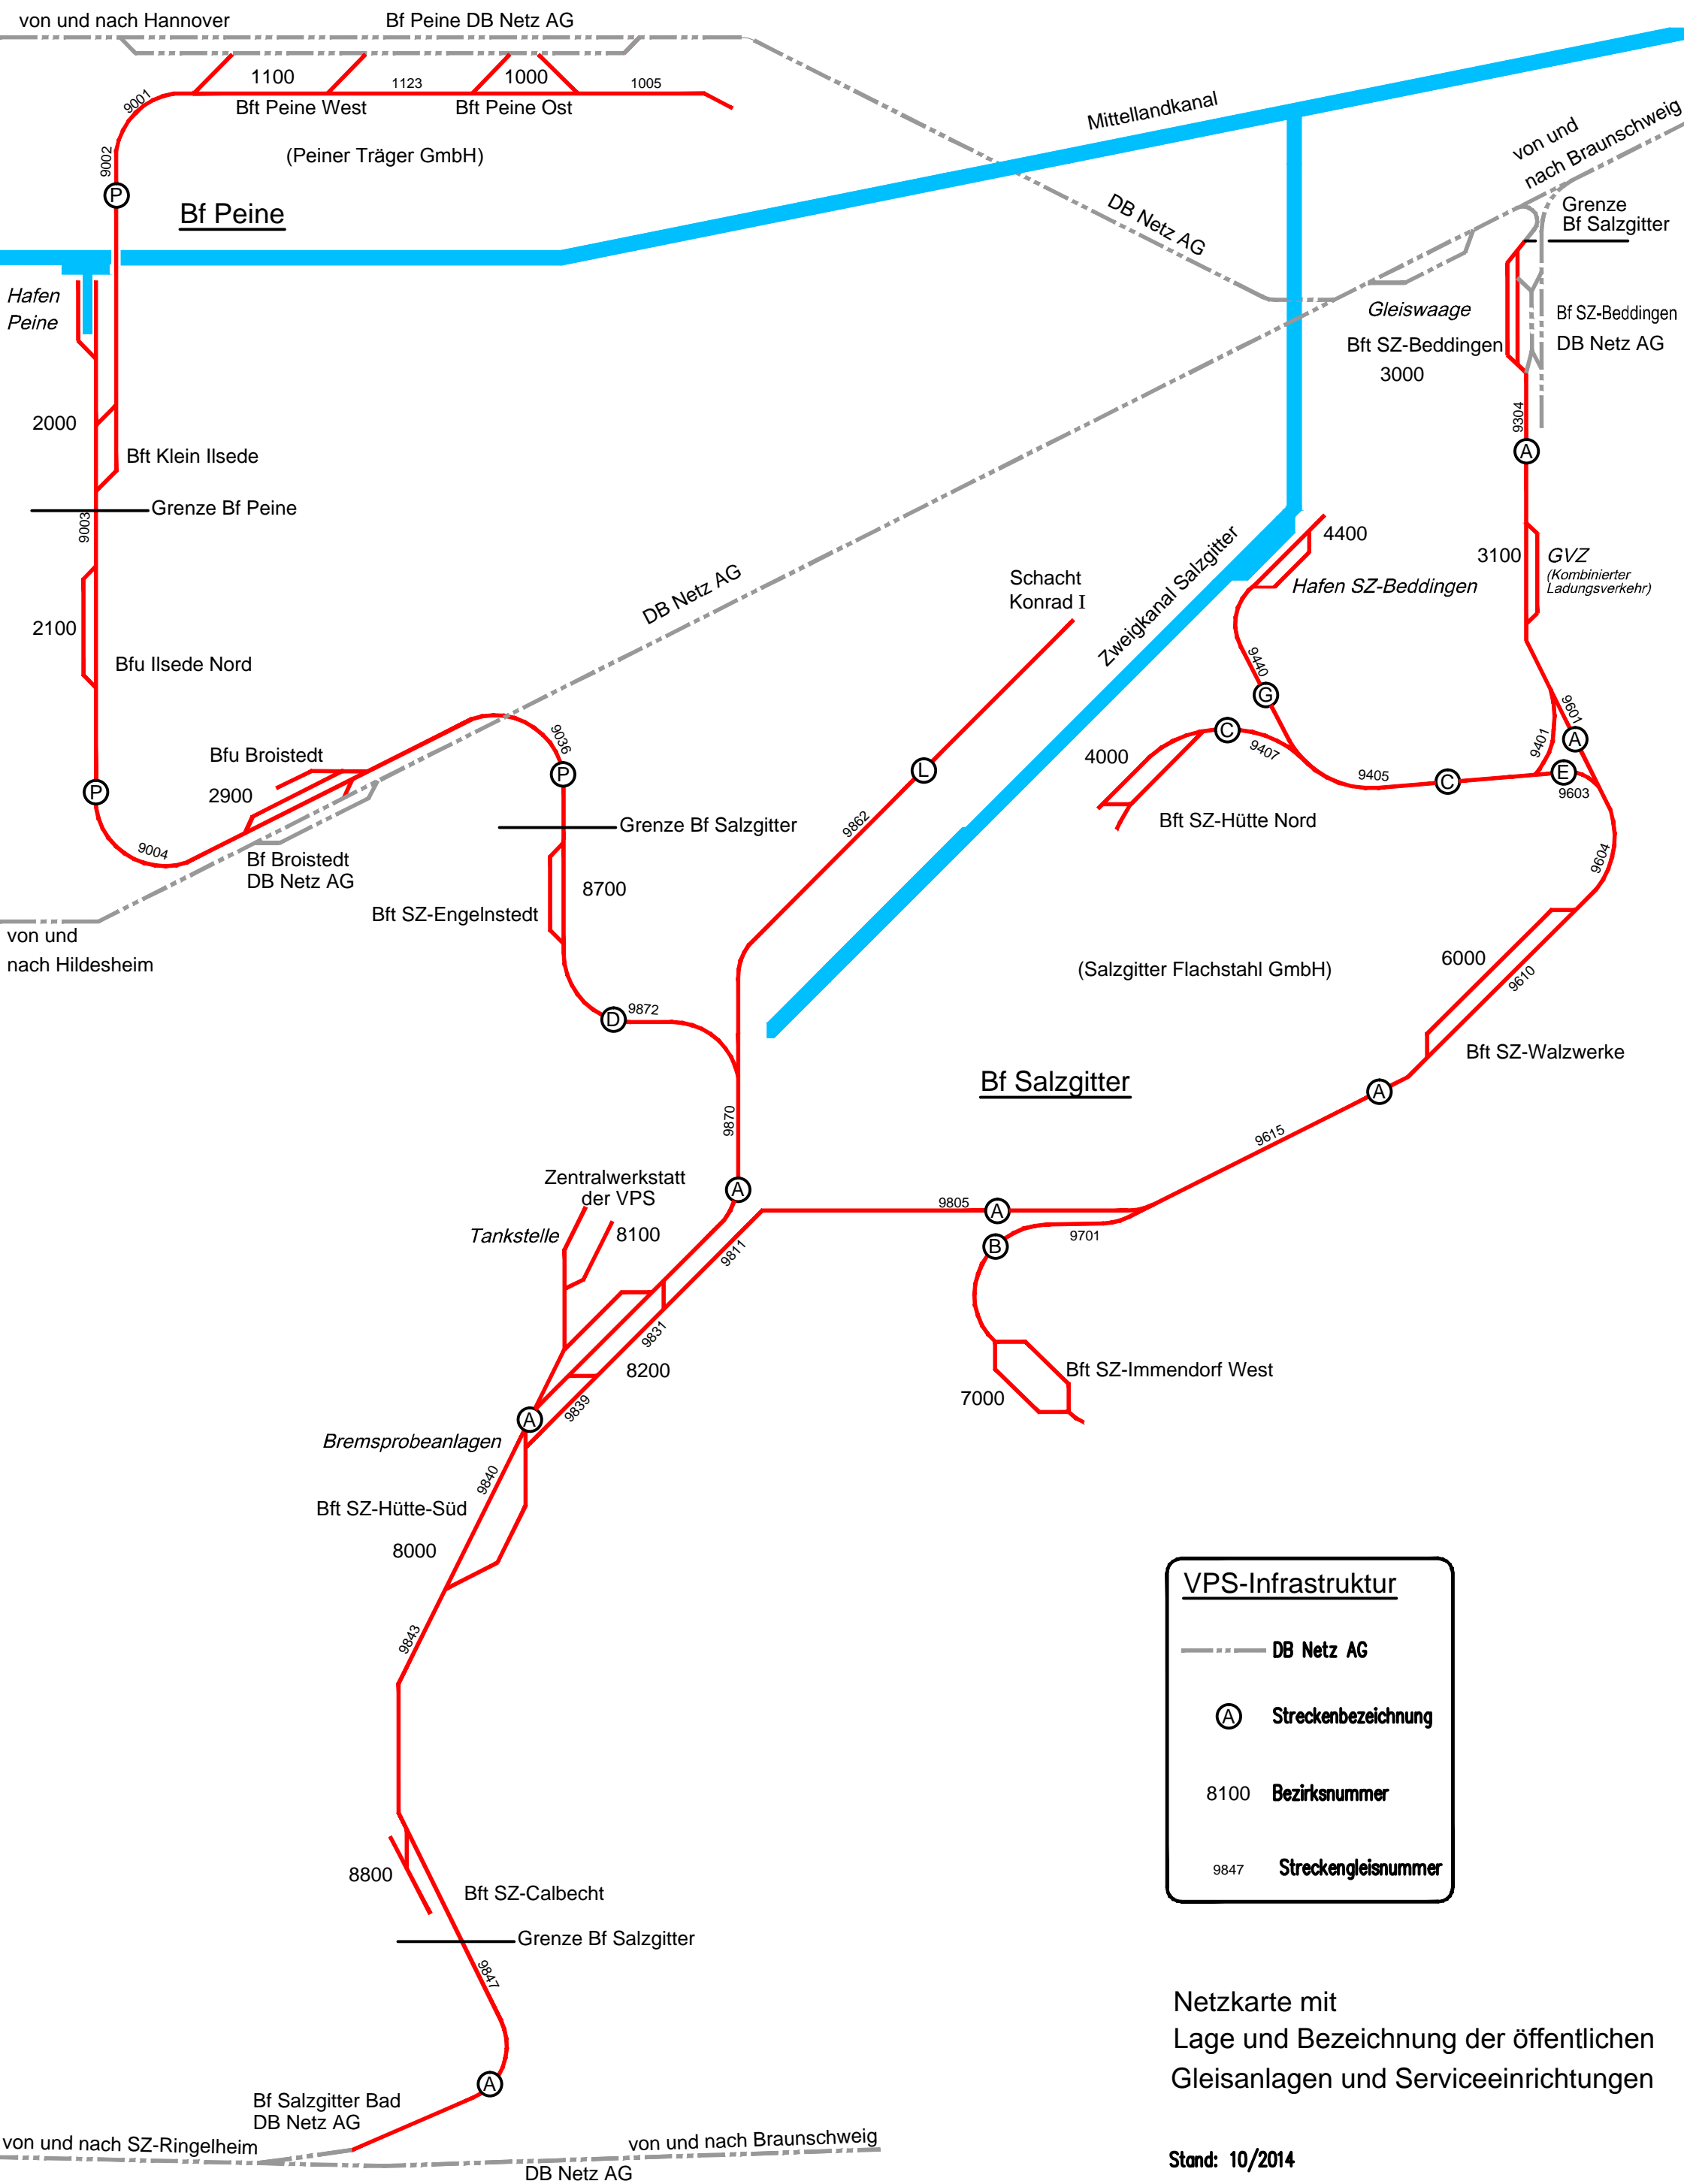 von und nach Hannover
Bf Peine DB Netz AG
1100
1123
1000
1005
9001
Bft Peine West
Bft Peine Ost
9002
(Peiner Träger GmbH)
P
Bf Peine
Mittellandkanal
von und
nach Braunschweig
DB Netz AG
Grenze
Bf Salzgitter
Hafen
Peine
Gleiswaage
Bf SZ-Beddingen
DB Netz AG
Bft SZ-Beddingen
3000
9304
A
2000
Bft Klein Ilsede
Grenze Bf Peine
9003
2100
Bfu Ilsede Nord
DB Netz AG
Schacht
Konrad I
Zweigkanal Salzgitter
4400
Hafen SZ-Beddingen
3100
GVZ
(Kombinierter
Ladungsverkehr)
9440
G
9601
A
9401
C
9407
4000
9405
C
E
9603
Bft SZ-Hütte Nord
9604
Bfu Broistedt
2900
P
9004
9036
P
L
9862
Grenze Bf Salzgitter
Bf Broistedt
DB Netz AG
8700
Bft SZ-Engelnstedt
von und
nach Hildesheim
(Salzgitter Flachstahl GmbH)
6000
9610
D
9872
Bft SZ-Walzwerke
Bf Salzgitter
A
9870
9615
Zentralwerkstatt
der VPS
A
Tankstelle
8100
9805
A
9701
B
9811
9831
8200
Bft SZ-Immendorf West
7000
9839
A
Bremsprobeanlagen
9840
Bft SZ-Hütte-Süd
8000
9843
8800
Bft SZ-Calbecht
Grenze Bf Salzgitter
9847
A
Bf Salzgitter Bad
DB Netz AG
von und nach SZ-Ringelheim
von und nach Braunschweig
DB Netz AG
VPS-Infrastruktur
DB Netz AG
A Streckenbezeichnung
8100 Bezirksnummer
9847 Streckengleisnummer
Netzkarte mit
Lage und Bezeichnung der öffentlichen
Gleisanlagen und Serviceeinrichtungen
Stand: 10/2014